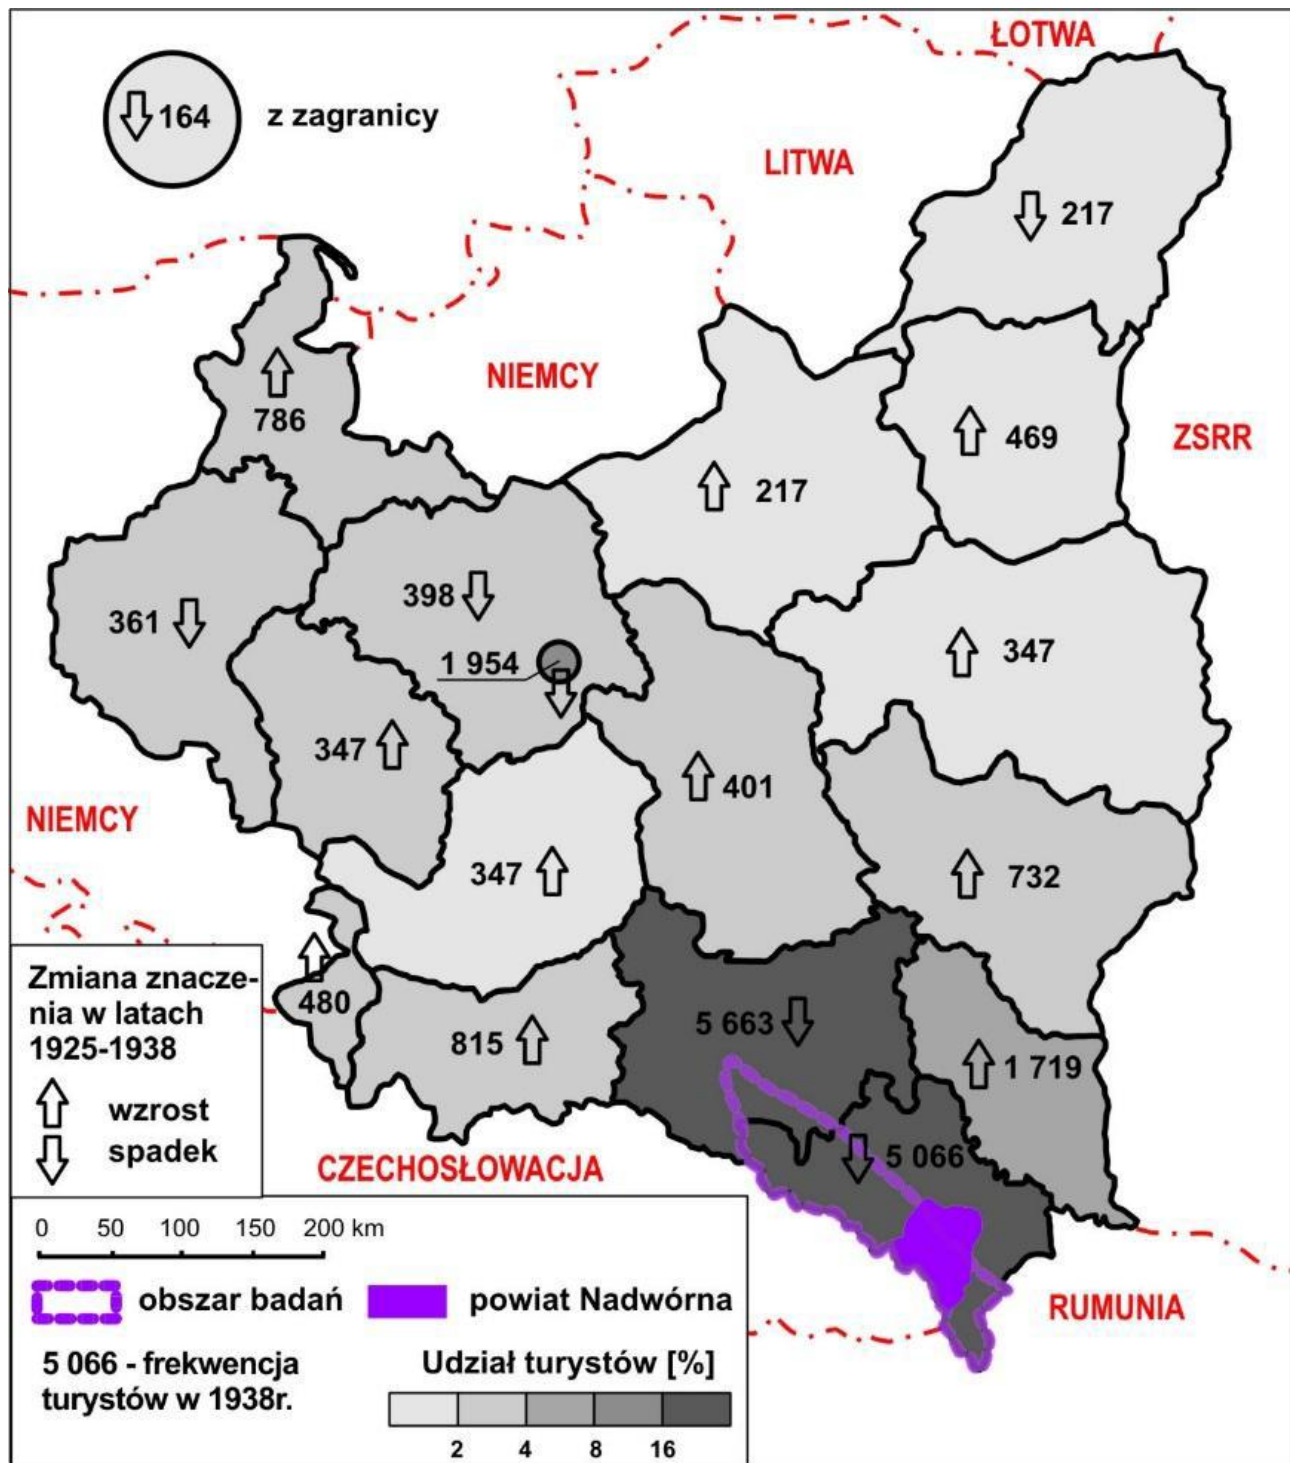 ŁOTWA
164
z zagranicy
LITWA
217
NIEMCY
786
469
ZSRR
217
398
361
1 954
347
347
401
NIEMCY
347
732
Zmiana znacze-
nia w latach
1925-1938
wzrost
spadek
480
815
5 663
1 719
5 066
CZECHOSŁOWACJA
0 50 100 150 200 km
obszar badań
powiat Nadwórna
RUMUNIA
5 066 - frekwencja
turystów w 1938r.
Udział turystów [%]
2 4 8 16